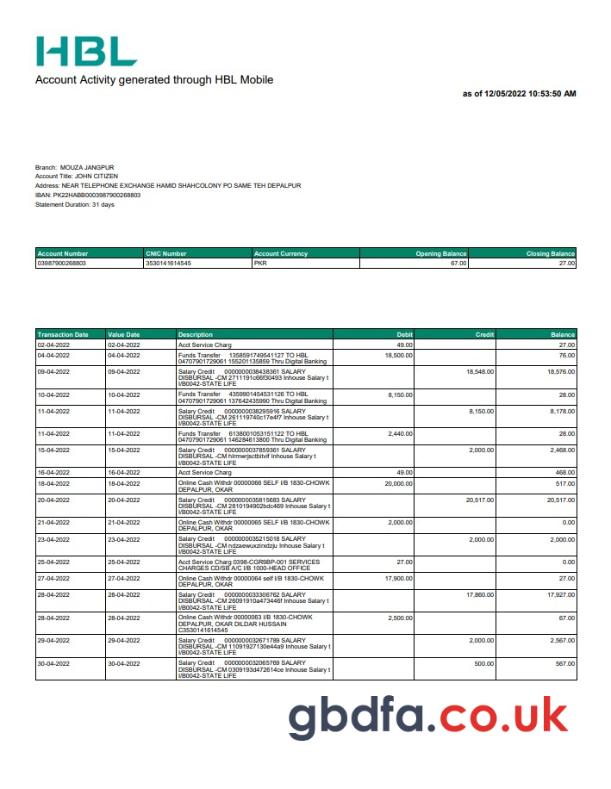 HBL
Account Activity generated through HBL Mobile
as of 12/05/2022 10:53:50 AM
Branch: MOUZA JANGPUR
Account Title: JOHN CITIZEN
Address: NEAR TELEPHONE EXCHANGE HAMID SHAHCOLONY PO SAME TEH DEPALPUR
IBAN: PK22HABB0003987900268803
Statement Duration: 31 days
Account Number CNIC Number Account Currency Opening Balance Closing Balance
03987900268803 3530141614545 PKR 67.00 27.00
Transaction Date Value Date Description Debit Credit Balance
02-04-2022 02-04-2022 Acct Service Charg 49.00 27.00
04-04-2022 04-04-2022 Funds Transfer 1358591749541127 TO HBL 18,500.00 76.00
04707901729061 155201135859 Thru Digital Banking
09-04-2022 09-04-2022 Salary Credit 0000000038438361 SALARY 18,548.00 18,576.00
DISBURSAL -CM 2711191c66f30493 Inhouse Salary t
I/B0042-STATE LIFE
10-04-2022 10-04-2022 Funds Transfer 4359901454531126 TO HBL 8,150.00 28.00
04707901729061 137642435990 Thru Digital Banking
11-04-2022 11-04-2022 Salary Credit 0000000038295916 SALARY 8,150.00 8,178.00
DISBURSAL -CM 261119740c17e4f7 Inhouse Salary t
I/B0042-STATE LIFE
11-04-2022 11-04-2022 Funds Transfer 6138001053151122 TO HBL 2,440.00 28.00
04707901729061 146284613800 Thru Digital Banking
15-04-2022 15-04-2022 Salary Credit 0000000037859361 SALARY 2,000.00 2,468.00
DISBURSAL -CM Inhouse Salary t
I/B0042-STATE LIFE
16-04-2022 16-04-2022 Acct Service Charg 49.00 468.00
18-04-2022 18-04-2022 Online Cash Withdr 00000066 SELF I/B 1830-CHOWK 20,000.00 517.00
DEPALPUR, OKAR
20-04-2022 20-04-2022 Salary Credit 0000000035815683 SALARY 20,517.00 20,517.00
DISBURSAL -CM 2810194902bdc469 Inhouse Salary t
I/B0042-STATE LIFE
21-04-2022 21-04-2022 Online Cash Withdr 00000065 SELF I/B 1830-CHOWK 2,000.00 0.00
DEPALPUR, OKAR
23-04-2022 23-04-2022 Salary Credit 0000000035215018 SALARY 2,000.00 2,000.00
DISBURSAL -CM ndzaewuxzirxdzju Inhouse Salary t
I/B0042-STATE LIFE
25-04-2022 25-04-2022 Acct Service Charg 0398-CGR9BP-001 SERVICES 27.00 0.00
CHARGES CD/SB A/C I/B 1000-HEAD OFFICE
27-04-2022 27-04-2022 Online Cash Withdr 00000064 self I/B 1830-CHOWK 17,900.00 27.00
DEPALPUR, OKAR
28-04-2022 28-04-2022 Salary Credit 0000000033306762 SALARY 17,860.00 17,927.00
DISBURSAL -CM 26091910a473446f Inhouse Salary t
I/B0042-STATE LIFE
28-04-2022 28-04-2022 Online Cash Withdr 00000063 I/B 1830-CHOWK 2,500.00 67.00
DEPALPUR, OKAR DILDAR HUSSAIN
C3530141614545
29-04-2022 29-04-2022 Salary Credit 0000000032671789 SALARY 2,000.00 2,567.00
DISBURSAL -CM 11091927130e44a9 Inhouse Salary t
I/B0042-STATE LIFE
30-04-2022 30-04-2022 Salary Credit 0000000032065769 SALARY 500.00 567.00
DISBURSAL -CM 0309193d472614ce Inhouse Salary t
I/B0042-STATE LIFE
gbdfa.co.uk